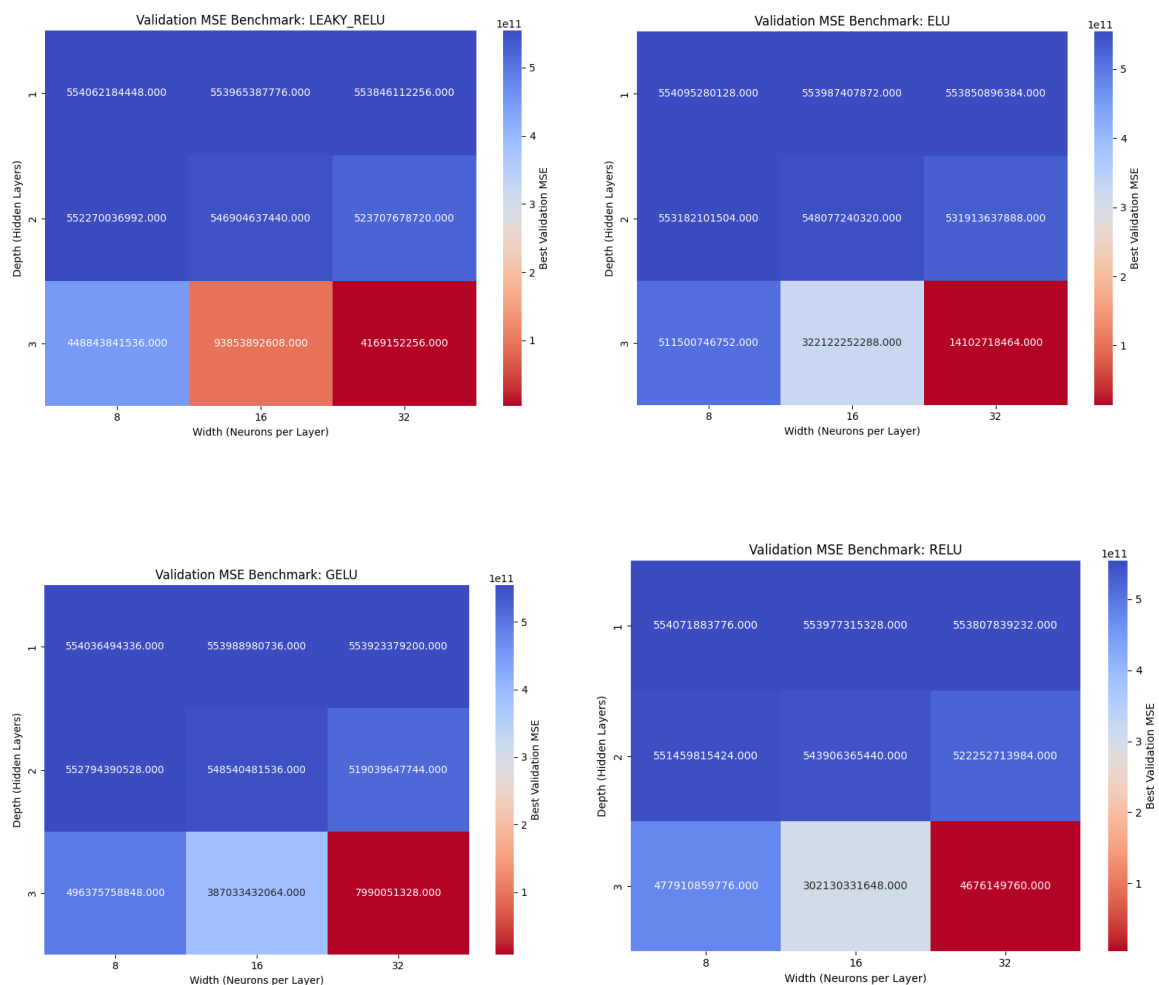 Validation MSE Benchmark: LEAKY_RELU
1e11
1
554062184448.000 553965387776.000 553846112256.000
2
552270036992.000 546904637440.000 523707678720.000
3
448843841536.000 93853892608.000 4169152256.000
8 16 32
Width (Neurons per Layer)
Depth (Hidden Layers)
5
4
3
2
1
Best Validation MSE
Validation MSE Benchmark: ELU
1e11
1
554095280128.000 553987407872.000 553850896384.000
2
553182101504.000 548077240320.000 531913637888.000
3
511500746752.000 322122252288.000 14102718464.000
8 16 32
Width (Neurons per Layer)
Depth (Hidden Layers)
5
4
3
2
1
Best Validation MSE
Validation MSE Benchmark: GELU
1e11
1
554036494336.000 553988980736.000 553923379200.000
2
552794390528.000 548540481536.000 519039647744.000
3
496375758848.000 387033432064.000 7990051328.000
8 16 32
Width (Neurons per Layer)
Depth (Hidden Layers)
5
4
3
2
1
Best Validation MSE
Validation MSE Benchmark: RELU
1e11
1
554071883776.000 553977315328.000 553807839232.000
2
551459815424.000 543906365440.000 522252713984.000
3
477910859776.000 302130331648.000 4676149760.000
8 16 32
Width (Neurons per Layer)
Depth (Hidden Layers)
5
4
3
2
1
Best Validation MSE